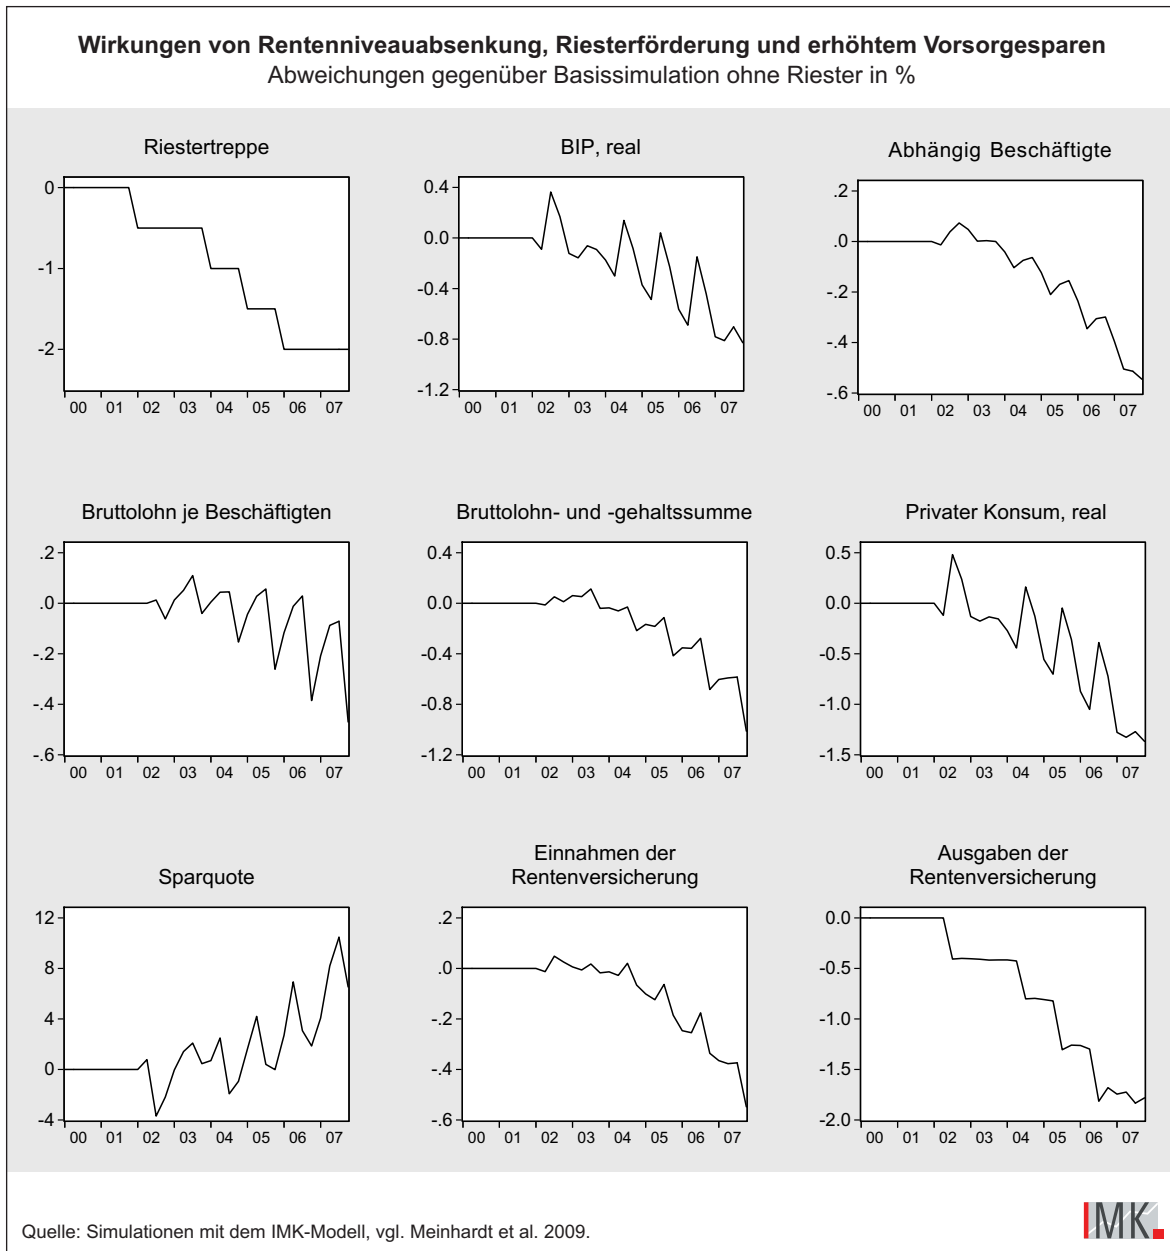 Wirkungen von Rentenniveauabsenkung, Riesterförderung und erhöhtem Vorsorgesparen
Abweichungen gegenüber Basissimulation ohne Riester in %
Riestertreppe
0
-1
-2
00 01 02 03 04 05 06 07
BIP, real
0.4
0.0
-0.4
-0.8
-1.2
00 01 02 03 04 05 06 07
Abhängig Beschäftigte
.2
.0
-.2
-.4
-.6
00 01 02 03 04 05 06 07
Bruttolohn je Beschäftigten
.2
.0
-.2
-.4
-.6
00 01 02 03 04 05 06 07
Bruttolohn- und -gehaltssumme
0.4
0.0
-0.4
-0.8
-1.2
00 01 02 03 04 05 06 07
Privater Konsum, real
0.5
0.0
-0.5
-1.0
-1.5
00 01 02 03 04 05 06 07
Sparquote
12
8
4
0
-4
00 01 02 03 04 05 06 07
Einnahmen der
Rentenversicherung
.2
.0
-.2
-.4
-.6
00 01 02 03 04 05 06 07
Ausgaben der
Rentenversicherung
0.0
-0.5
-1.0
-1.5
-2.0
00 01 02 03 04 05 06 07
Quelle: Simulationen mit dem IMK-Modell, vgl. Meinhardt et al. 2009.
IMK